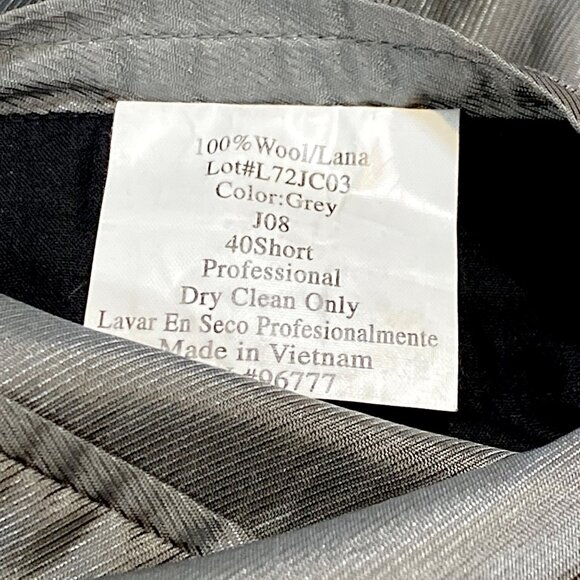 100%Wool/Lana
Lot#L72JC03
Color:Grey
J08
40Short
Professional
Dry Clean Only
Lavar En Seco Profesionalmente
Made in Vietnam
#96777